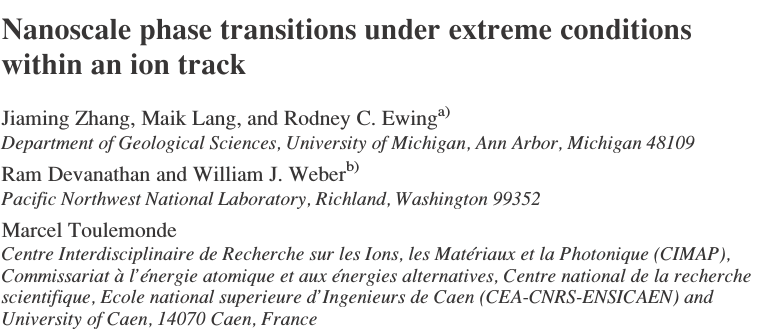 Nanoscale phase transitions under extreme conditions
within an ion track
Jiaming Zhang, Maik Lang, and Rodney C. Ewing^a)
Department of Geological Sciences, University of Michigan, Ann Arbor, Michigan 48109
Ram Devanathan and William J. Weber^b)
Pacific Northwest National Laboratory, Richland, Washington 99352
Marcel Toulemonde
Centre Interdisciplinaire de Recherche sur les Ions, les Matériaux et la Photonique (CIMAP),
Commissariat à l’énergie atomique et aux énergies alternatives, Centre national de la recherche
scientifique, Ecole national superieure d’Ingenieurs de Caen (CEA-CNRS-ENSICAEN) and
University of Caen, 14070 Caen, France